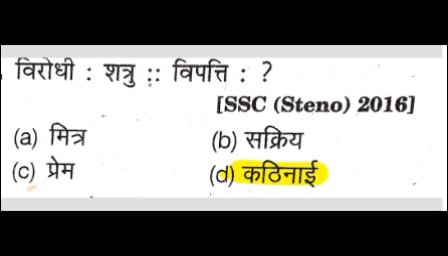 विरोधी : शत्रु :: विपत्ति : ?
[SSC (Steno) 2016]
(a) मित्र (b) सक्रिय
(c) प्रेम (d) कठिनाई